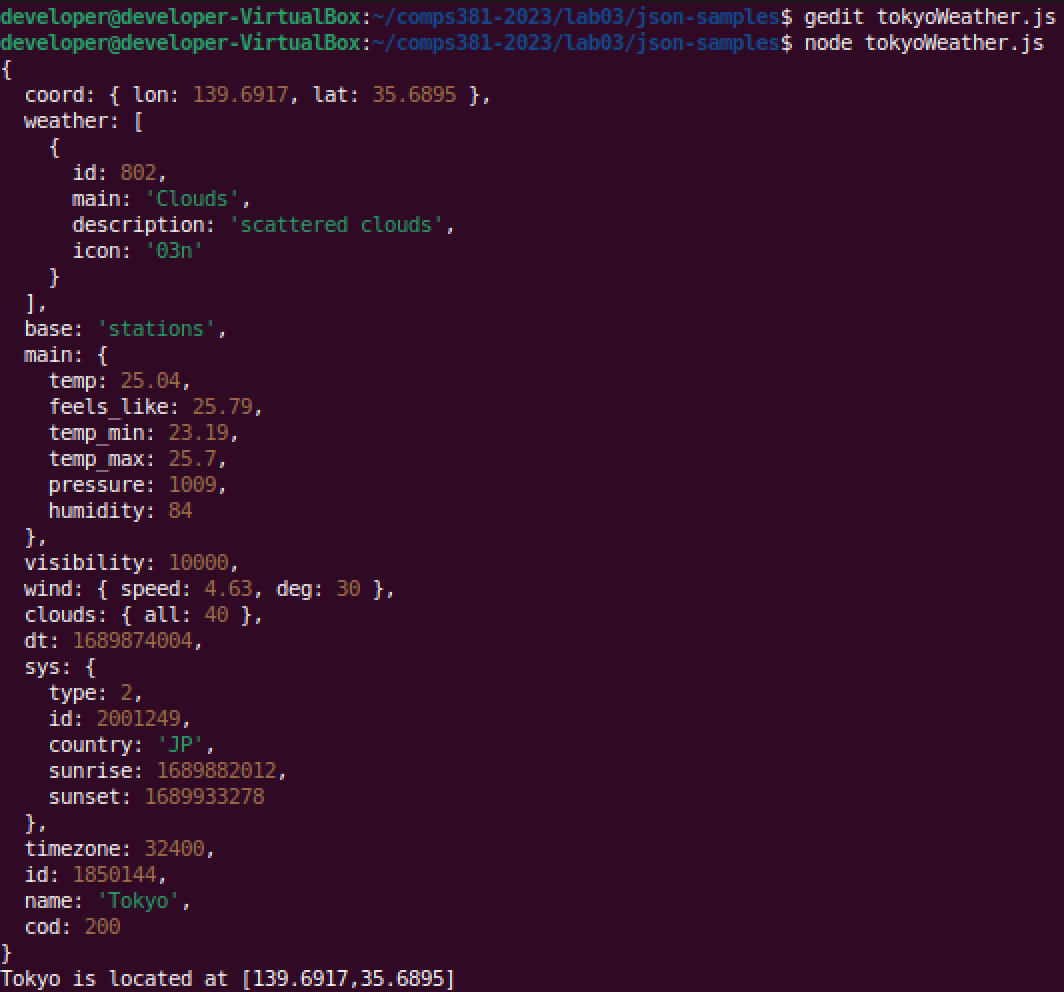 developer@developer-VirtualBox:~/comps381-2023/lab03/json-samples$ gedit tokyoWeather.js
developer@developer-VirtualBox:~/comps381-2023/lab03/json-samples$ node tokyoWeather.js
{
  coord: { lon: 139.6917, lat: 35.6895 },
  weather: [
    {
      id: 802,
      main: 'Clouds',
      description: 'scattered clouds',
      icon: '03n'
    }
  ],
  base: 'stations',
  main: {
    temp: 25.04,
    feels_like: 25.79,
    temp_min: 23.19,
    temp_max: 25.7,
    pressure: 1009,
    humidity: 84
  },
  visibility: 10000,
  wind: { speed: 4.63, deg: 30 },
  clouds: { all: 40 },
  dt: 1689874004,
  sys: {
    type: 2,
    id: 2001249,
    country: 'JP',
    sunrise: 1689882012,
    sunset: 1689933278
  },
  timezone: 32400,
  id: 1850144,
  name: 'Tokyo',
  cod: 200
}
Tokyo is located at [139.6917,35.6895]